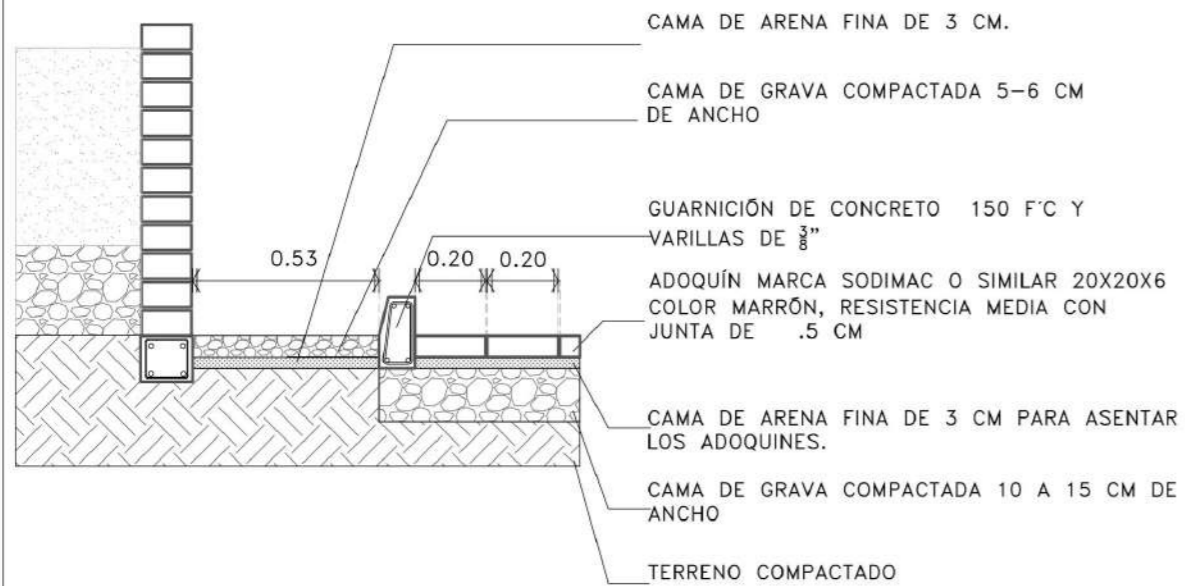 CAMA DE ARENA FINA DE 3 CM.
CAMA DE GRAVA COMPACTADA 5-6 CM
DE ANCHO
GUARNICIÓN DE CONCRETO 150 F'C Y
VARILLAS DE 3/8"
0.53
0.20
0.20
ADOQUÍN MARCA SODIMAC O SIMILAR 20X20X6
COLOR MARRÓN, RESISTENCIA MEDIA CON
JUNTA DE .5 CM
CAMA DE ARENA FINA DE 3 CM PARA ASENTAR
LOS ADOQUINES.
CAMA DE GRAVA COMPACTADA 10 A 15 CM DE
ANCHO
TERRENO COMPACTADO